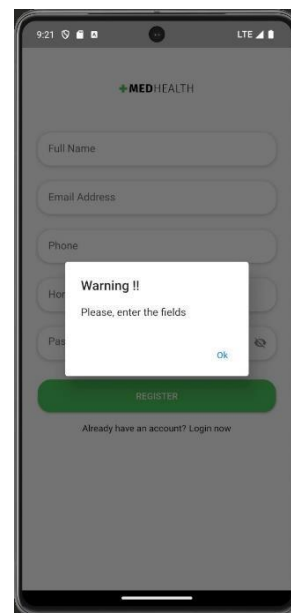 9:21
LTE
MEDHEALTH
Full Name
Email Address
Phone
Warning !!
Please, enter the fields
Ok
REGISTER
Already have an account? Login now